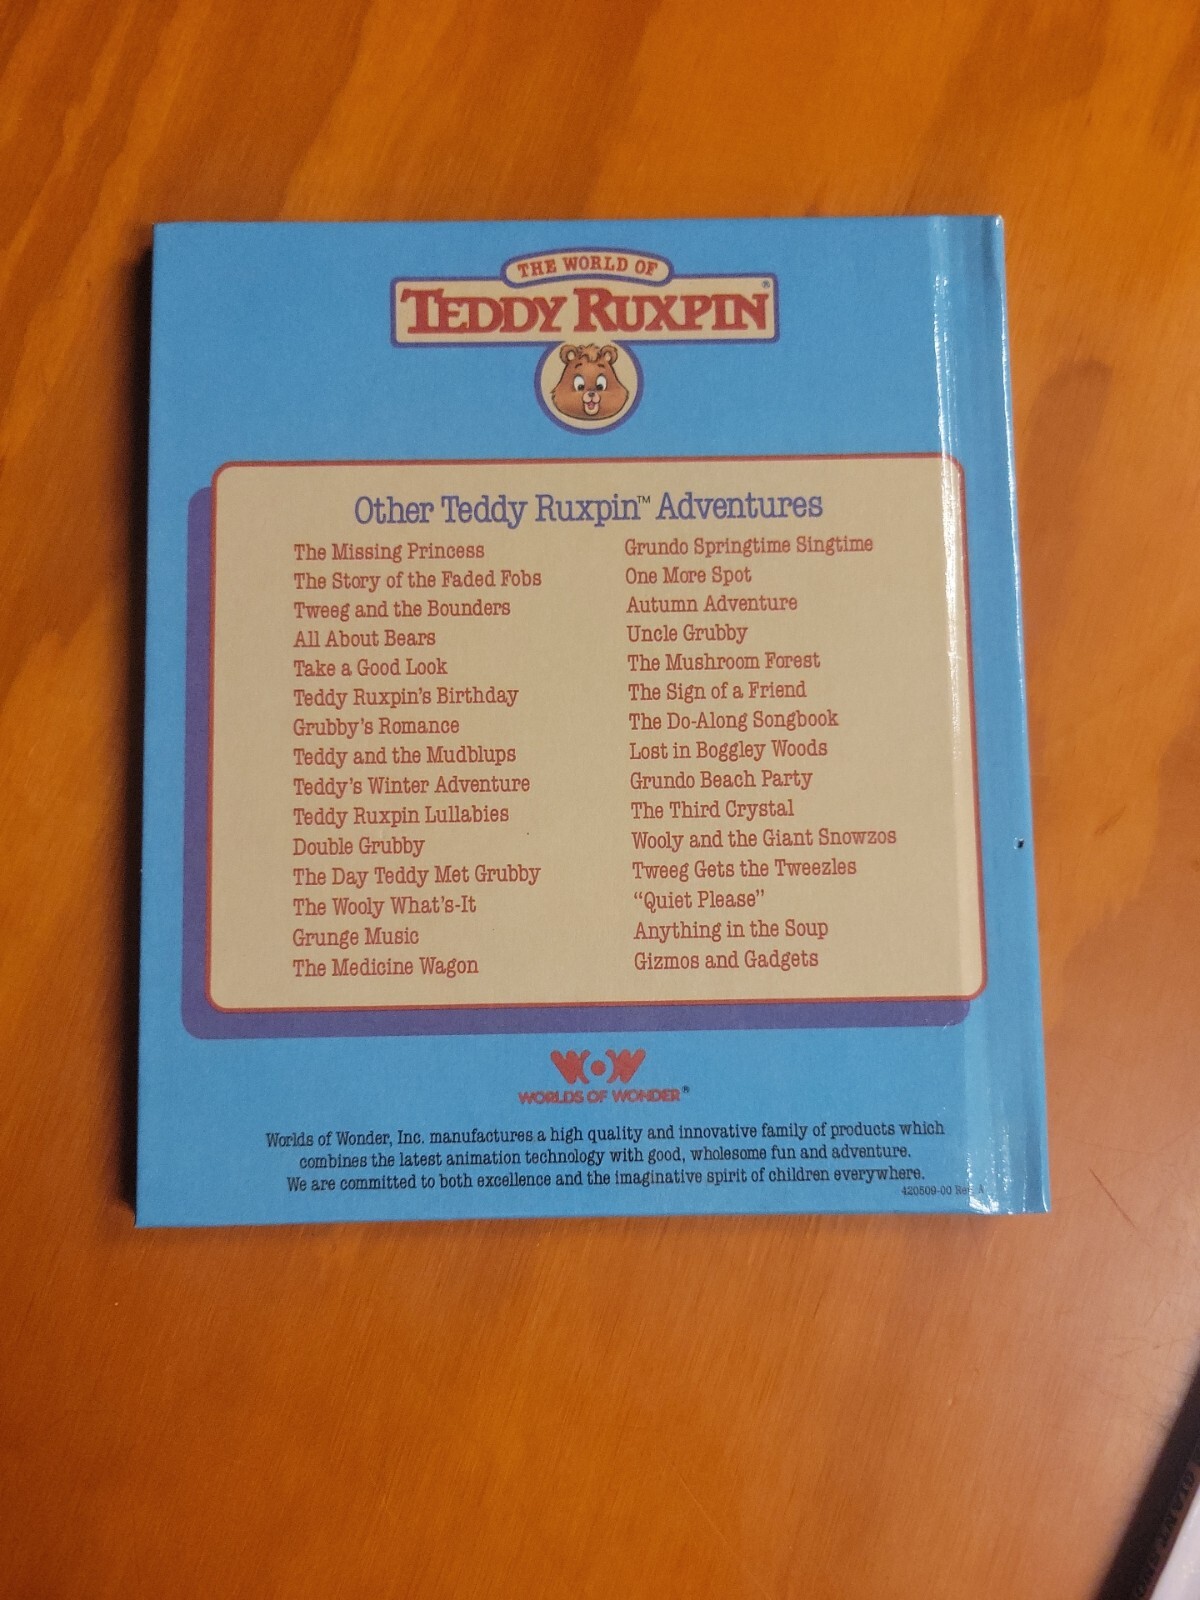 THE WORLD OF
TEDDY RUXPIN®
Other Teddy Ruxpin™ Adventures
The Missing Princess
The Story of the Faded Fobs
Tweeg and the Bounders
All About Bears
Take a Good Look
Teddy Ruxpin's Birthday
Grubby's Romance
Teddy and the Mudblups
Teddy's Winter Adventure
Teddy Ruxpin Lullabies
Double Grubby
The Day Teddy Met Grubby
The Wooly What's-It
Grunge Music
The Medicine Wagon
Grundo Springtime Singtime
One More Spot
Autumn Adventure
Uncle Grubby
The Mushroom Forest
The Sign of a Friend
The Do-Along Songbook
Lost in Boggley Woods
Grundo Beach Party
The Third Crystal
Wooly and the Giant Snowzos
Tweeg Gets the Tweezles
“Quiet Please”
Anything in the Soup
Gizmos and Gadgets
WOW
WORLDS OF WONDER®
Worlds of Wonder, Inc. manufactures a high quality and innovative family of products which
combines the latest animation technology with good, wholesome fun and adventure.
We are committed to both excellence and the imaginative spirit of children everywhere.
420509-00 Rev. A